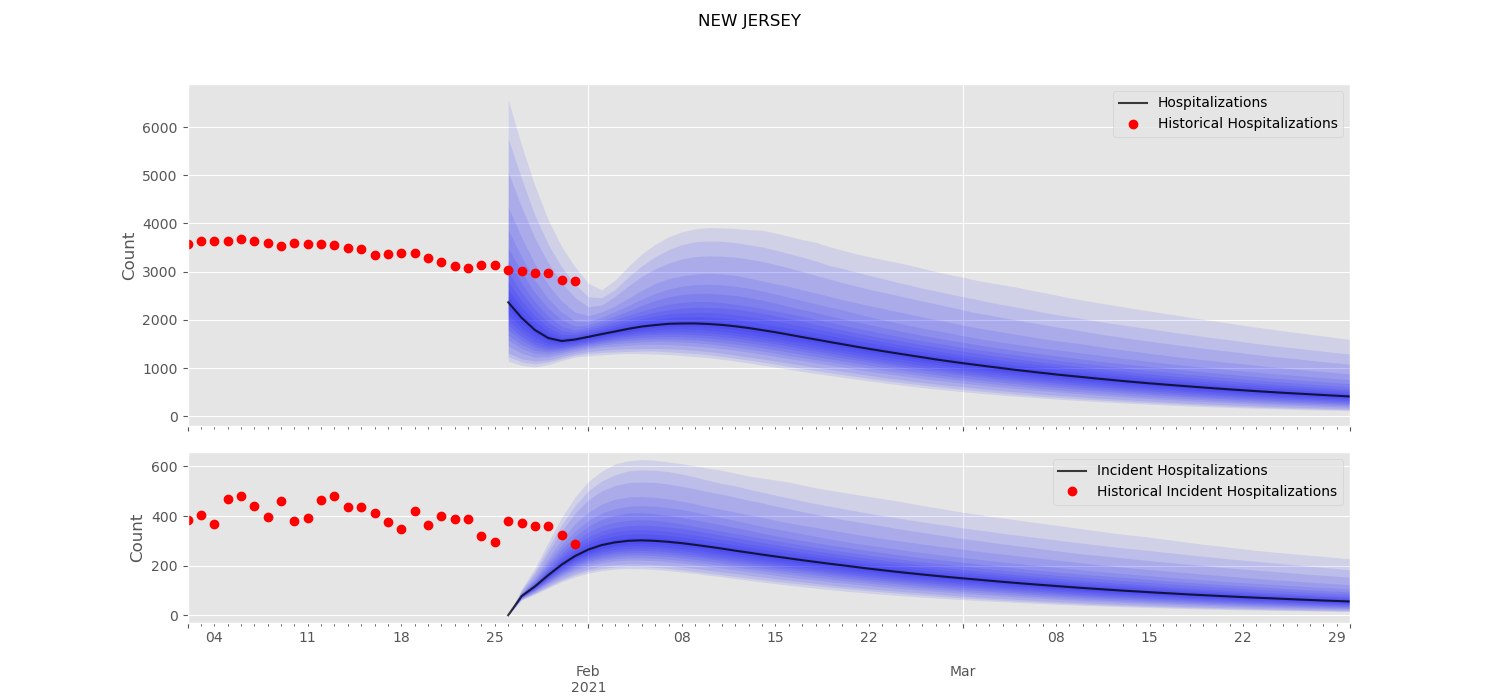 NEW JERSEY
Hospitalizations
Historical Hospitalizations
Count
6000
5000
4000
3000
2000
1000
0
Incident Hospitalizations
Historical Incident Hospitalizations
Count
600
400
200
0
04 11 18 25 08 15 22 08 15 22 29
Feb Mar
2021